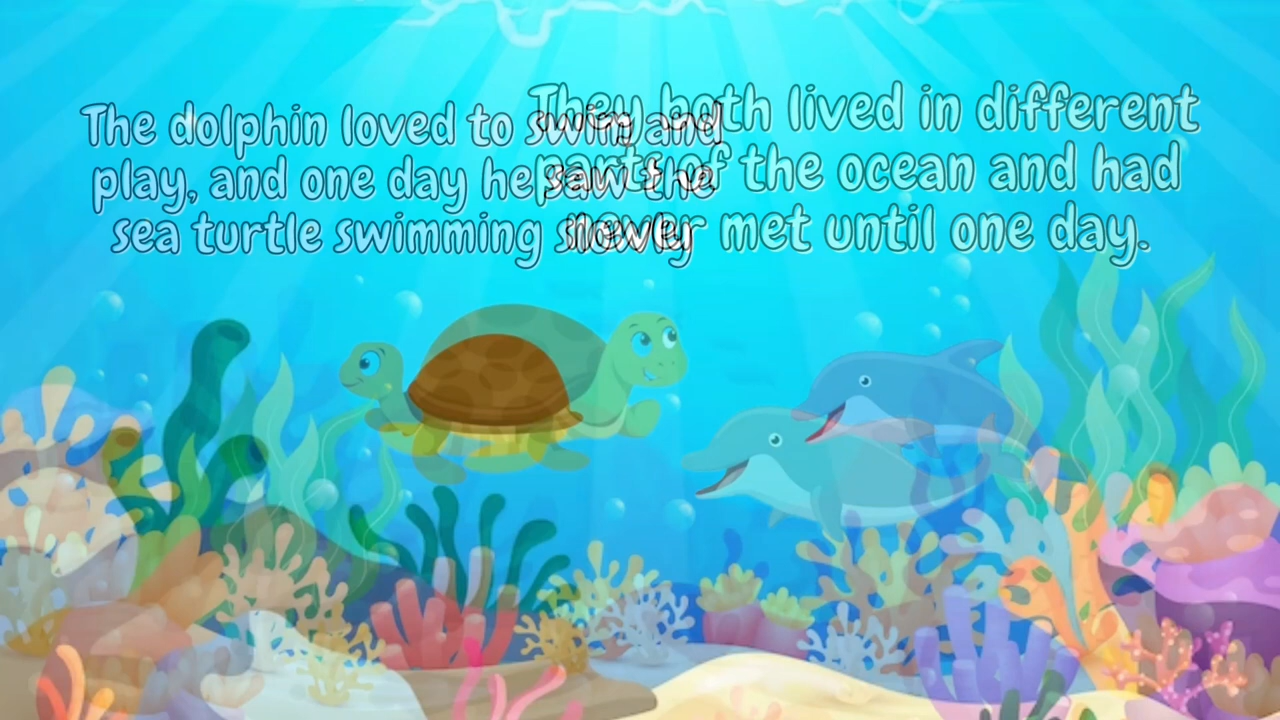 They both lived in different
parts of the ocean and had
never met until one day.
The dolphin loved to swim and
play, and one day he saw the
sea turtle swimming slowly